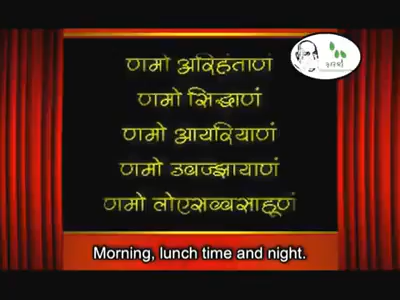 णमो अरिहंताणं
णमो सिद्धाणं
णमो आयरियाणं
णमो उवज्झायाणं
णमो लोएसव्वसाहूणं
Morning, lunch time and night.